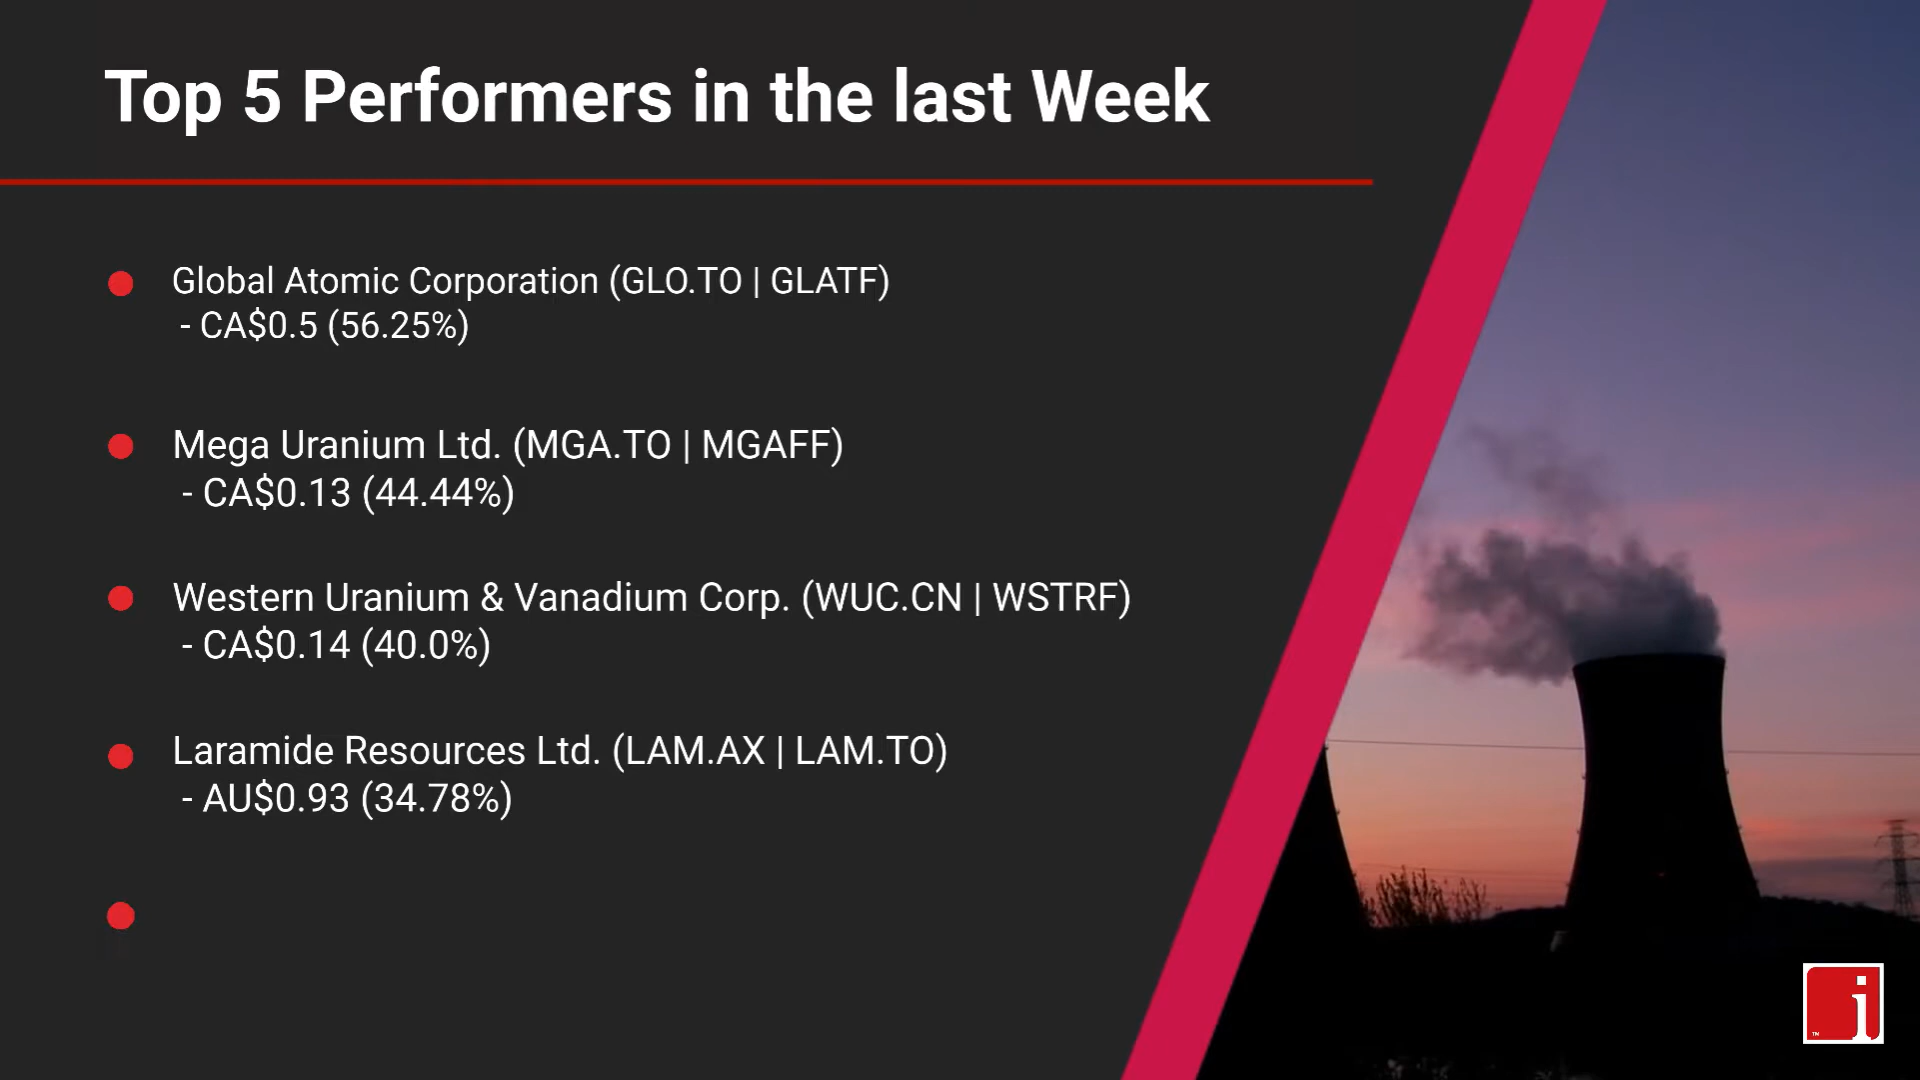 Top 5 Performers in the last Week
Global Atomic Corporation (GLO.TO | GLATF)
- CA$0.5 (56.25%)
Mega Uranium Ltd. (MGA.TO | MGAFF)
- CA$0.13 (44.44%)
Western Uranium & Vanadium Corp. (WUC.CN | WSTRF)
- CA$0.14 (40.0%)
Laramide Resources Ltd. (LAM.AX | LAM.TO)
- AU$0.93 (34.78%)
i
™